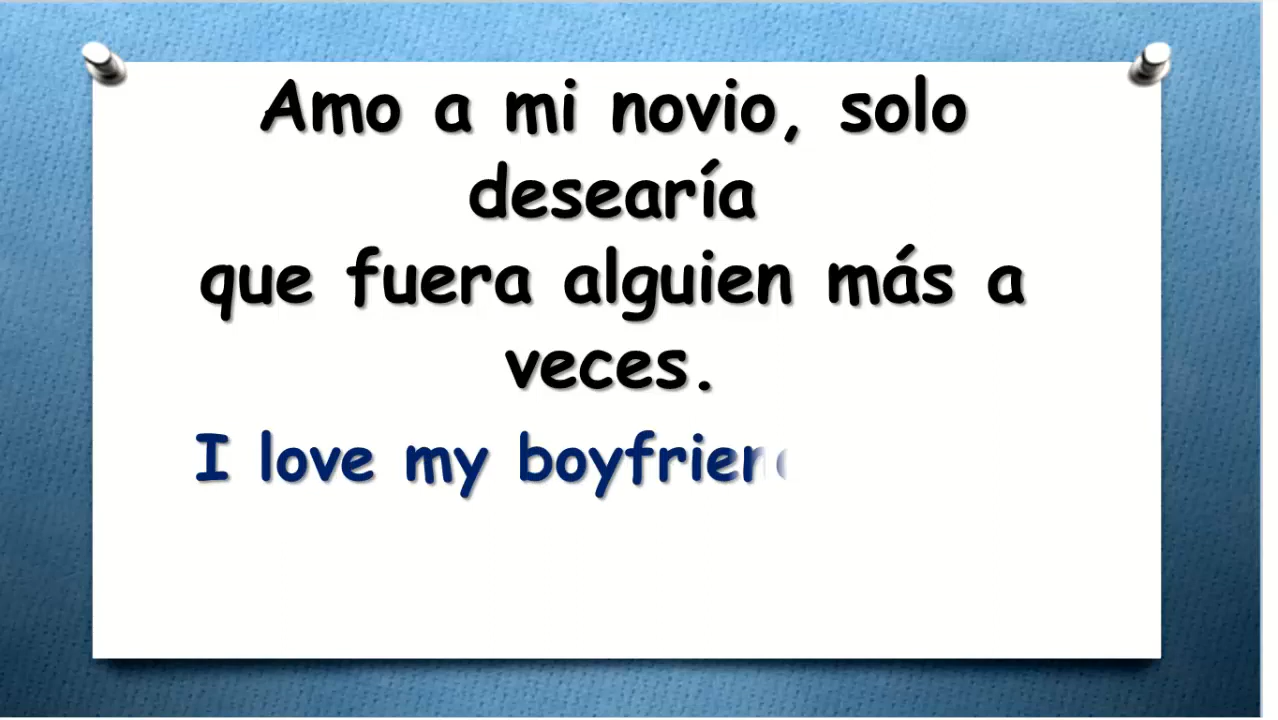 Amo a mi novio, solo
desearía
que fuera alguien más a
veces.
I love my